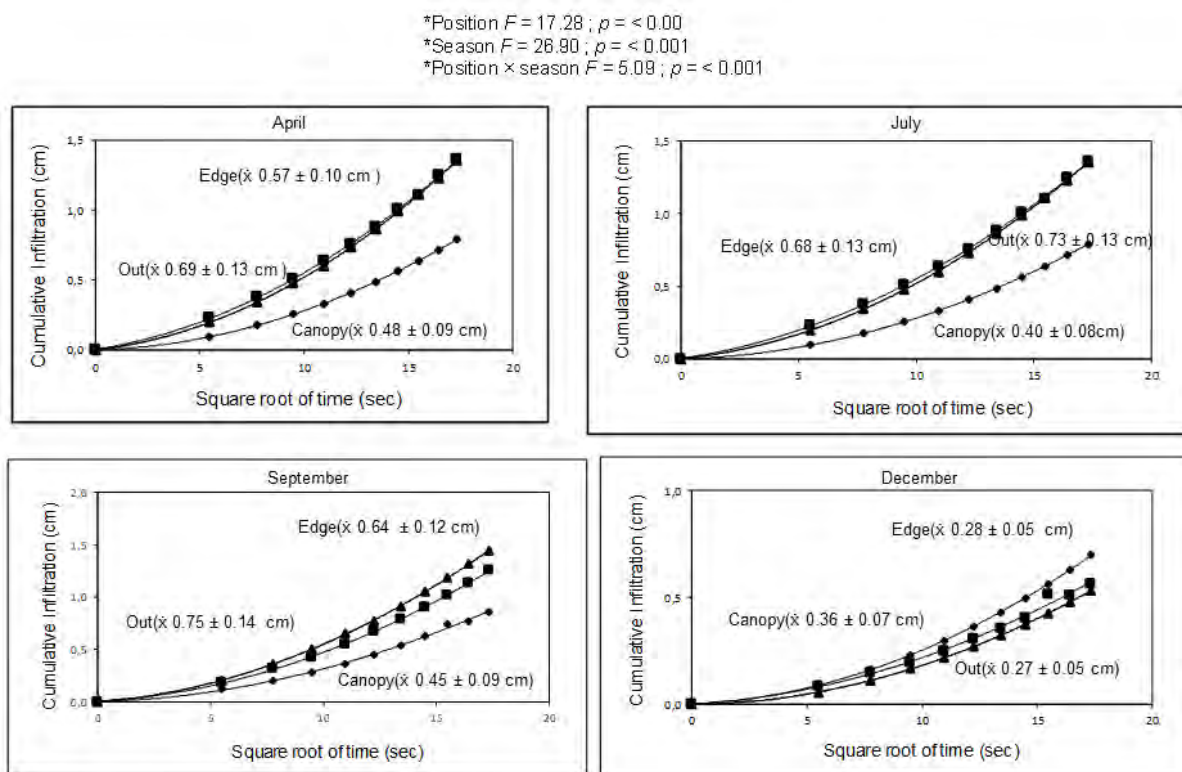 *Position F = 17.28 ; p = < 0.00
*Season F = 26.90 ; p = < 0.001
*Position × season F = 5.09 ; p = < 0.001
April
Cumulative Infiltration (cm)
1,5
1,0
0,5
0,0
Edge(ẋ 0.57 ± 0.10 cm )
Out(ẋ 0.69 ± 0.13 cm )
Canopy(ẋ 0.48 ± 0.09 cm)
0 5 10 15 20
Square root of time (sec)
July
Cumulative Infiltration (cm)
1,5
1,0
0,5
0,0
Edge(ẋ 0.68 ± 0.13 cm)
Out(ẋ 0.73 ± 0.13 cm)
Canopy(ẋ 0.40 ± 0.08cm)
0 5 10 15 20
Square root of time (sec)
September
Cumulative Infiltration (cm)
2,0
1,5
1,0
0,5
0,0
Edge(ẋ 0.64 ± 0.12 cm)
Out(ẋ 0.75 ± 0.14 cm)
Canopy(ẋ 0.45 ± 0.09 cm)
0 5 10 15 20
Square root of time (sec)
December
Cumulative Infiltration (cm)
1,0
0,5
0,0
Edge(ẋ 0.28 ± 0.05 cm)
Canopy(ẋ 0.36 ± 0.07 cm)
Out(ẋ 0.27 ± 0.05 cm)
0 5 10 15 20
Square root of time (sec)